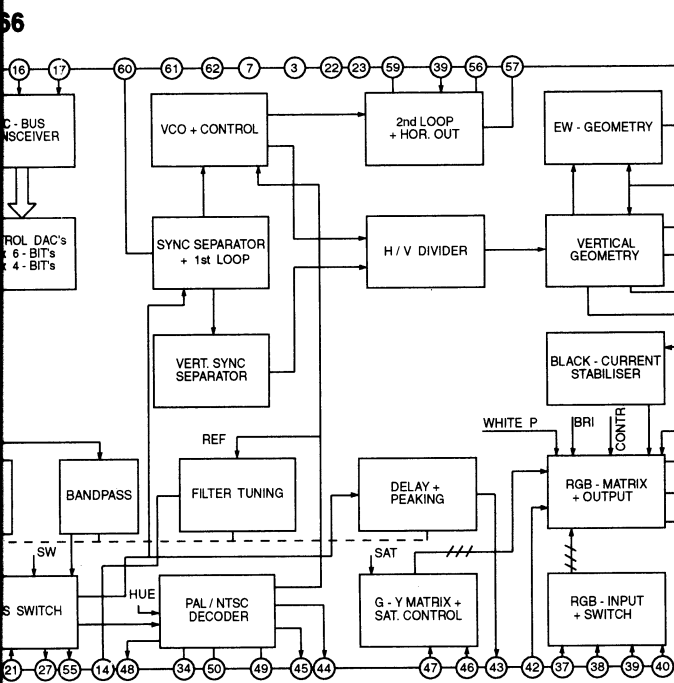 66
16 17 60 61 62 7 3 22 23 59 39 56 57
C - BUS
NSCEIVER
VCO + CONTROL
2nd LOOP
+ HOR. OUT
EW - GEOMETRY
ROL DAC's
x 6 - BIT's
x 4 - BIT's
SYNC SEPARATOR
+ 1st LOOP
H / V DIVIDER
VERTICAL
GEOMETRY
VERT. SYNC
SEPARATOR
BLACK - CURRENT
STABILISER
WHITE P
BRI
CONTR
REF
BANDPASS
FILTER TUNING
DELAY +
PEAKING
RGB - MATRIX
+ OUTPUT
SW
SAT
HUE
S SWITCH
PAL / NTSC
DECODER
G - Y MATRIX +
SAT. CONTROL
RGB - INPUT
+ SWITCH
21 27 55 14 48 34 50 49 45 44 47 46 43 42 37 38 39 40